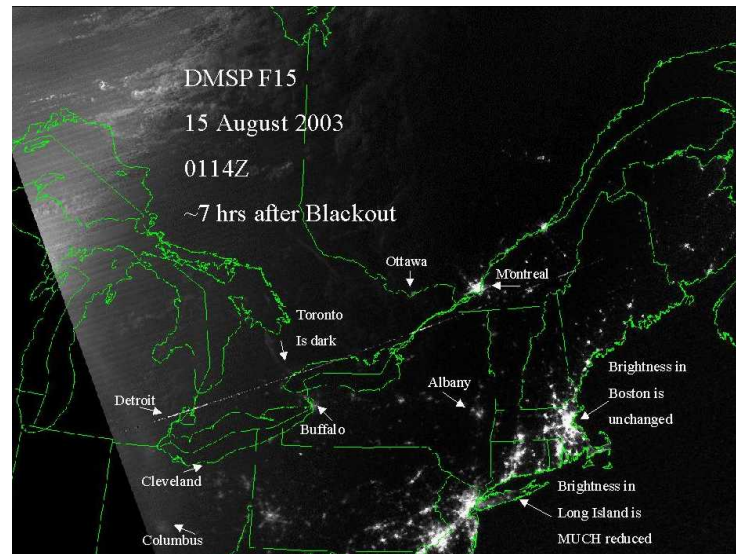 DMSP F15
15 August 2003
0114Z
~7 hrs after Blackout
Ottawa
Montreal
Toronto
Is dark
Detroit
Buffalo
Albany
Brightness in
Boston is
unchanged
Cleveland
Columbus
Brightness in
Long Island is
MUCH reduced